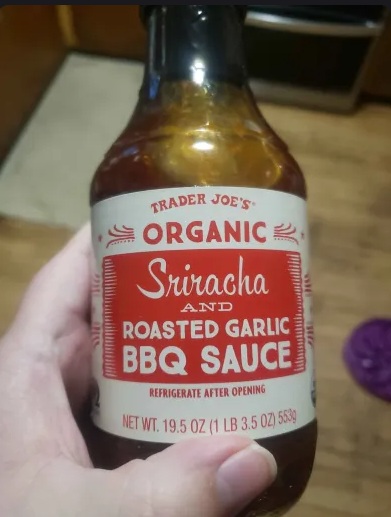 TRADER JOE'S®
ORGANIC
Sriracha
AND
ROASTED GARLIC
BBQ SAUCE
REFRIGERATE AFTER OPENING
NET WT. 19.5 OZ (1 LB 3.5 OZ) 553g